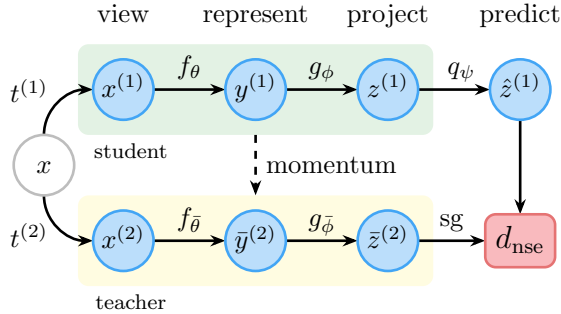 view represent project predict
t⁽¹⁾ x⁽¹⁾ f_θ y⁽¹⁾ g_ϕ z⁽¹⁾ q_ψ ẑ⁽¹⁾
student
x
momentum
t⁽²⁾ x⁽²⁾ f_θ̄ ȳ⁽²⁾ g_ϕ̄ z̄⁽²⁾ sg d_nse
teacher